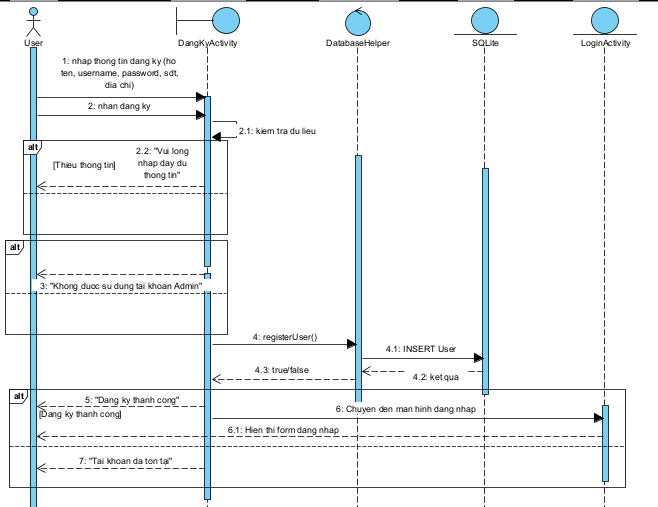 User
DangKyActivity
DatabaseHelper
SQLite
LoginActivity
1: nhap thong tin dang ky (ho
ten, username, password, sdt,
dia chi)
2: nhan dang ky
2.1: kiem tra du lieu
alt
[Thieu thong tin]
2.2: "Vui long
nhap day du
thong tin"
alt
3: "Khong duoc su dung tai khoan Admin"
4: registerUser()
4.1: INSERT User
4.2: ket qua
4.3: true/false
alt
5: "Dang ky thanh cong"
[Dang ky thanh cong]
6: Chuyen den man hinh dang nhap
6.1: Hien thi form dang nhap
7: "Tai khoan da ton tại"